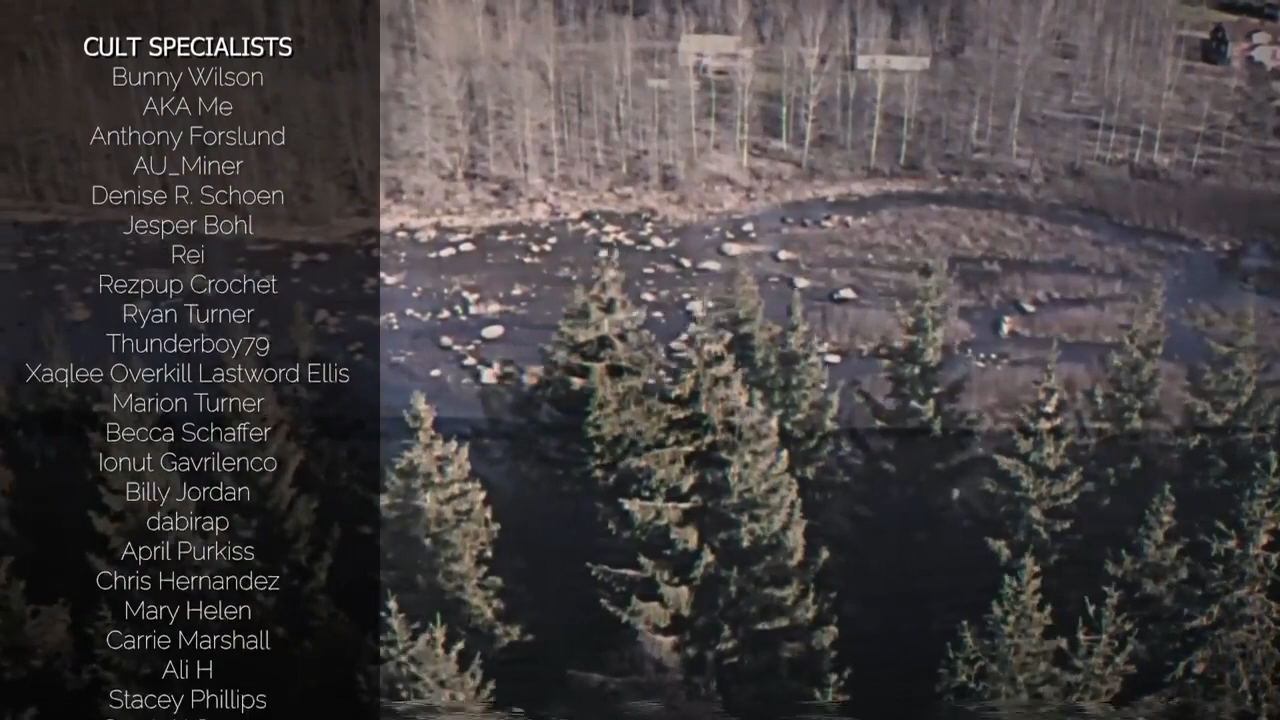 CULT SPECIALISTS
Bunny Wilson
AKA Me
Anthony Forslund
AU_Miner
Denise R. Schoen
Jesper Bohl
Rei
Rezpup Crochet
Ryan Turner
Thunderboy79
Xaqlee Overkill Lastword Ellis
Marion Turner
Becca Schaffer
Ionut Gavrilenco
Billy Jordan
dabirap
April Purkiss
Chris Hernandez
Mary Helen
Carrie Marshall
Ali H
Stacey Phillips